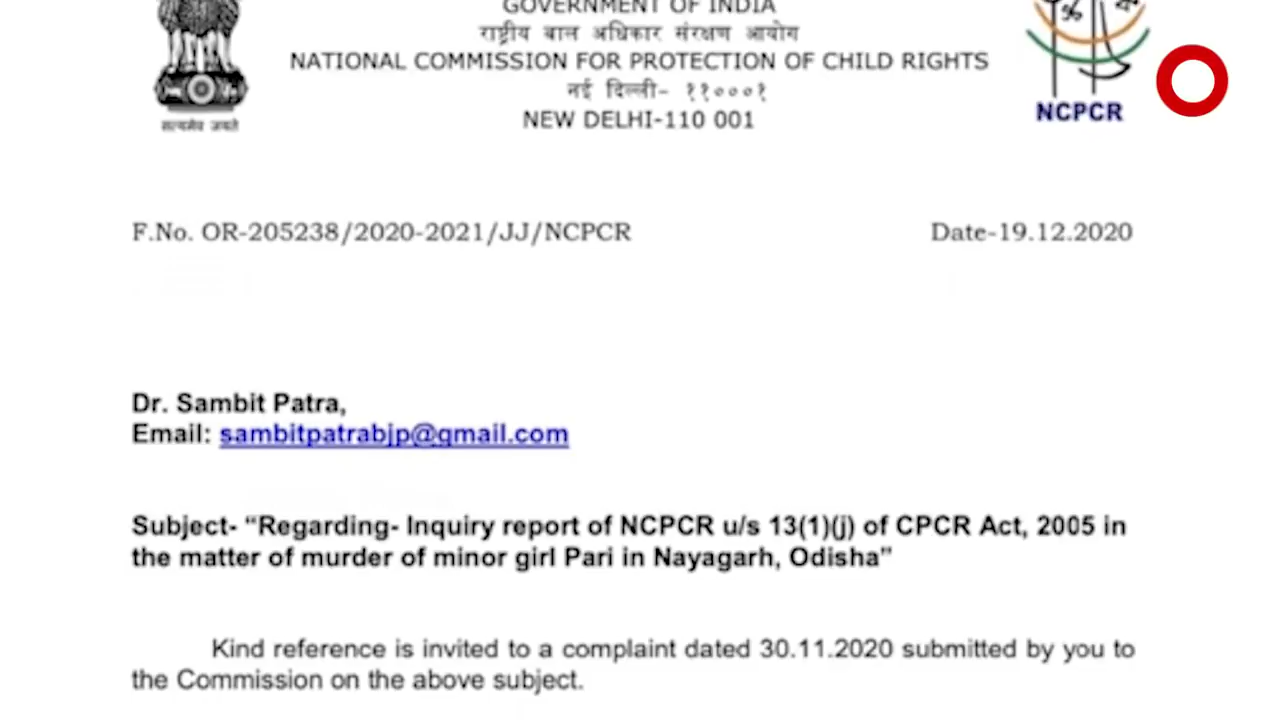 GOVERNMENT OF INDIA
राष्ट्रीय बाल अधिकार संरक्षण आयोग
NATIONAL COMMISSION FOR PROTECTION OF CHILD RIGHTS
नई दिल्ली- ११०००१
NEW DELHI-110 001
सत्यमेव जयते
NCPCR
F.No. OR-205238/2020-2021/JJ/NCPCR Date-19.12.2020
Dr. Sambit Patra,
Email: sambitpatrabjp@gmail.com
Subject- “Regarding- Inquiry report of NCPCR u/s 13(1)(j) of CPCR Act, 2005 in
the matter of murder of minor girl Pari in Nayagarh, Odisha”
Kind reference is invited to a complaint dated 30.11.2020 submitted by you to
the Commission on the above subject.